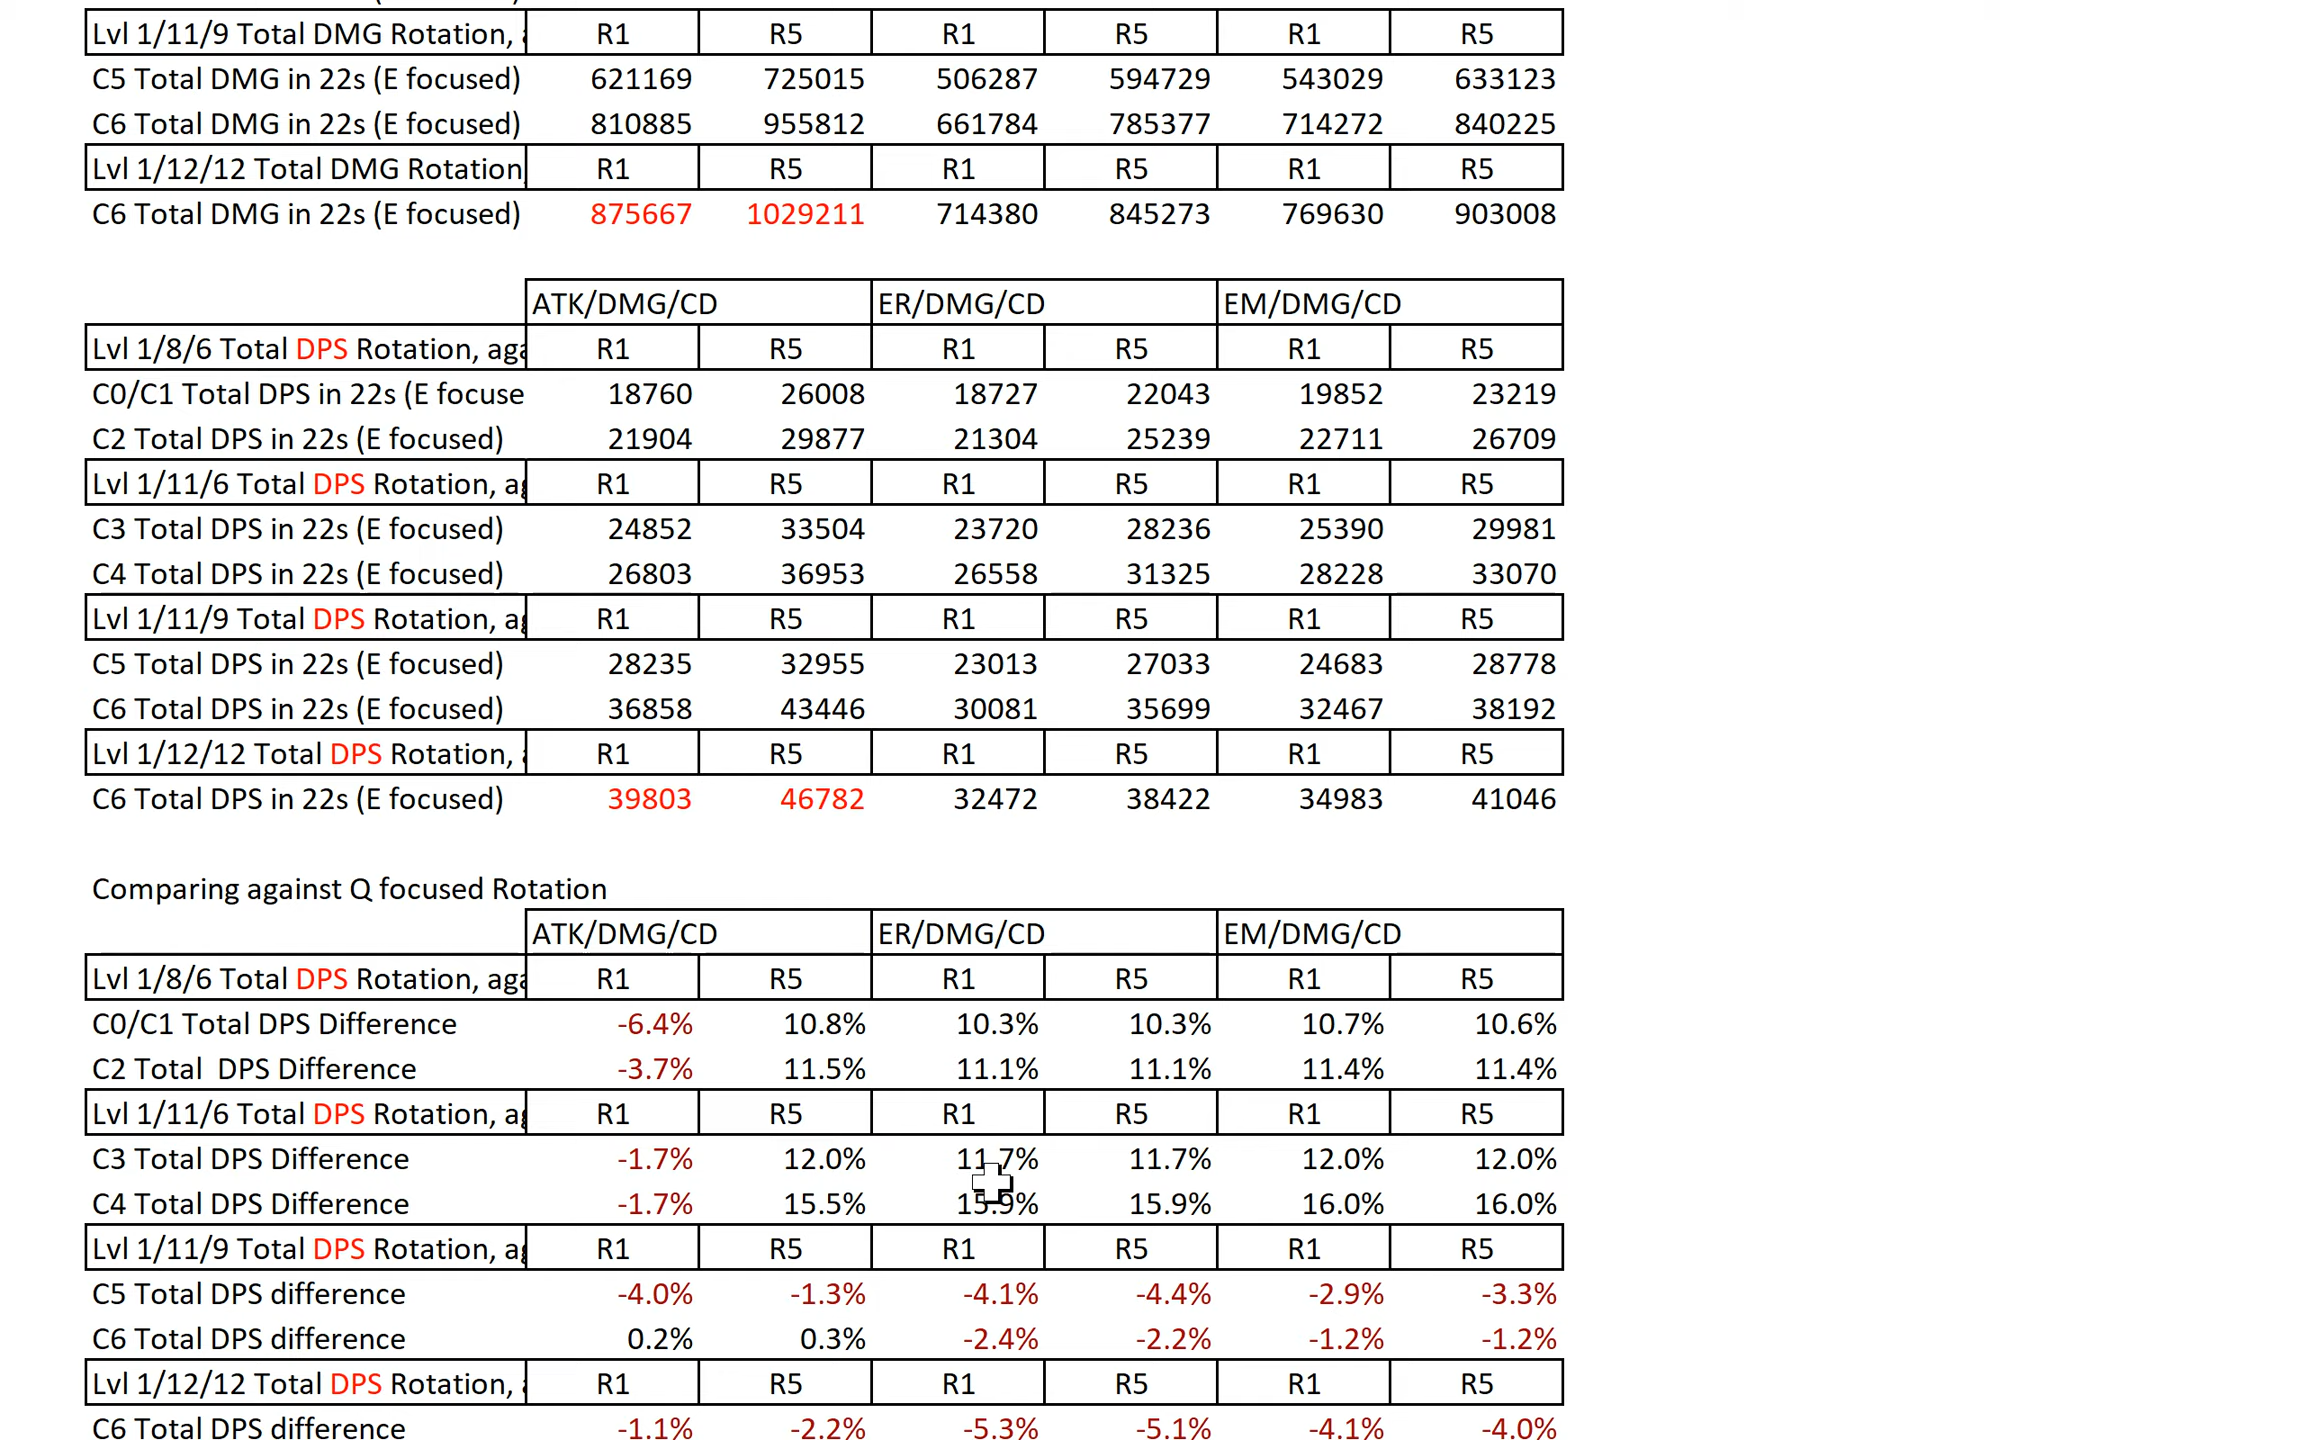 Lvl 1/11/9 Total DMG Rotation, R1 R5 R1 R5 R1 R5
C5 Total DMG in 22s (E focused) 621169 725015 506287 594729 543029 633123
C6 Total DMG in 22s (E focused) 810885 955812 661784 785377 714272 840225
Lvl 1/12/12 Total DMG Rotation R1 R5 R1 R5 R1 R5
C6 Total DMG in 22s (E focused) 875667 1029211 714380 845273 769630 903008
ATK/DMG/CD ER/DMG/CD EM/DMG/CD
Lvl 1/8/6 Total DPS Rotation, aga R1 R5 R1 R5 R1 R5
C0/C1 Total DPS in 22s (E focuse 18760 26008 18727 22043 19852 23219
C2 Total DPS in 22s (E focused) 21904 29877 21304 25239 22711 26709
Lvl 1/11/6 Total DPS Rotation, ag R1 R5 R1 R5 R1 R5
C3 Total DPS in 22s (E focused) 24852 33504 23720 28236 25390 29981
C4 Total DPS in 22s (E focused) 26803 36953 26558 31325 28228 33070
Lvl 1/11/9 Total DPS Rotation, ag R1 R5 R1 R5 R1 R5
C5 Total DPS in 22s (E focused) 28235 32955 23013 27033 24683 28778
C6 Total DPS in 22s (E focused) 36858 43446 30081 35699 32467 38192
Lvl 1/12/12 Total DPS Rotation, R1 R5 R1 R5 R1 R5
C6 Total DPS in 22s (E focused) 39803 46782 32472 38422 34983 41046
Comparing against Q focused Rotation
ATK/DMG/CD ER/DMG/CD EM/DMG/CD
Lvl 1/8/6 Total DPS Rotation, aga R1 R5 R1 R5 R1 R5
C0/C1 Total DPS Difference -6.4% 10.8% 10.3% 10.3% 10.7% 10.6%
C2 Total  DPS Difference -3.7% 11.5% 11.1% 11.1% 11.4% 11.4%
Lvl 1/11/6 Total DPS Rotation, ag R1 R5 R1 R5 R1 R5
C3 Total DPS Difference -1.7% 12.0% 11.7% 11.7% 12.0% 12.0%
C4 Total DPS Difference -1.7% 15.5% 15.9% 15.9% 16.0% 16.0%
Lvl 1/11/9 Total DPS Rotation, ag R1 R5 R1 R5 R1 R5
C5 Total DPS difference -4.0% -1.3% -4.1% -4.4% -2.9% -3.3%
C6 Total DPS difference 0.2% 0.3% -2.4% -2.2% -1.2% -1.2%
Lvl 1/12/12 Total DPS Rotation, R1 R5 R1 R5 R1 R5
C6 Total DPS difference -1.1% -2.2% -5.3% -5.1% -4.1% -4.0%